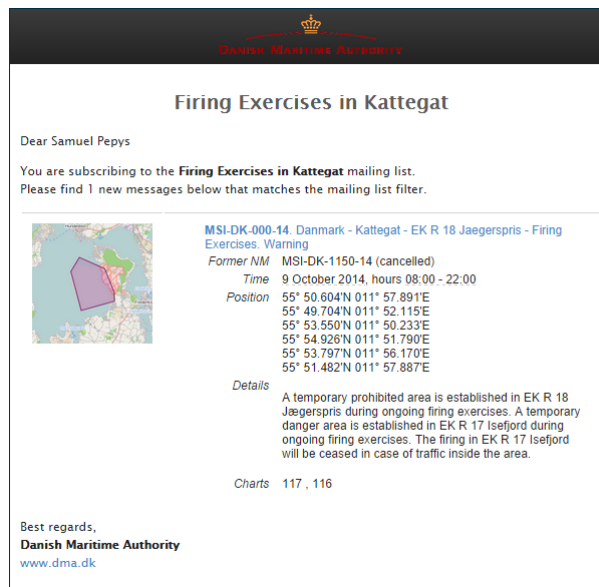 DANISH MARITIME AUTHORITY
Firing Exercises in Kattegat
Dear Samuel Pepys
You are subscribing to the Firing Exercises in Kattegat mailing list.
Please find 1 new messages below that matches the mailing list filter.
MSI-DK-000-14. Danmark - Kattegat - EK R 18 Jaegerspris - Firing
Exercises. Warning
Former NM MSI-DK-1150-14 (cancelled)
Time 9 October 2014, hours 08:00 - 22:00
Position 55° 50.604'N 011° 57.891'E
55° 49.704'N 011° 52.115'E
55° 53.550'N 011° 50.233'E
55° 54.926'N 011° 51.790'E
55° 53.797'N 011° 56.170'E
55° 51.482'N 011° 57.887'E
Details
A temporary prohibited area is established in EK R 18
Jægerspris during ongoing firing exercises. A temporary
danger area is established in EK R 17 Isefjord during
ongoing firing exercises. The firing in EK R 17 Isefjord
will be ceased in case of traffic inside the area.
Charts 117 , 116
Best regards,
Danish Maritime Authority
www.dma.dk